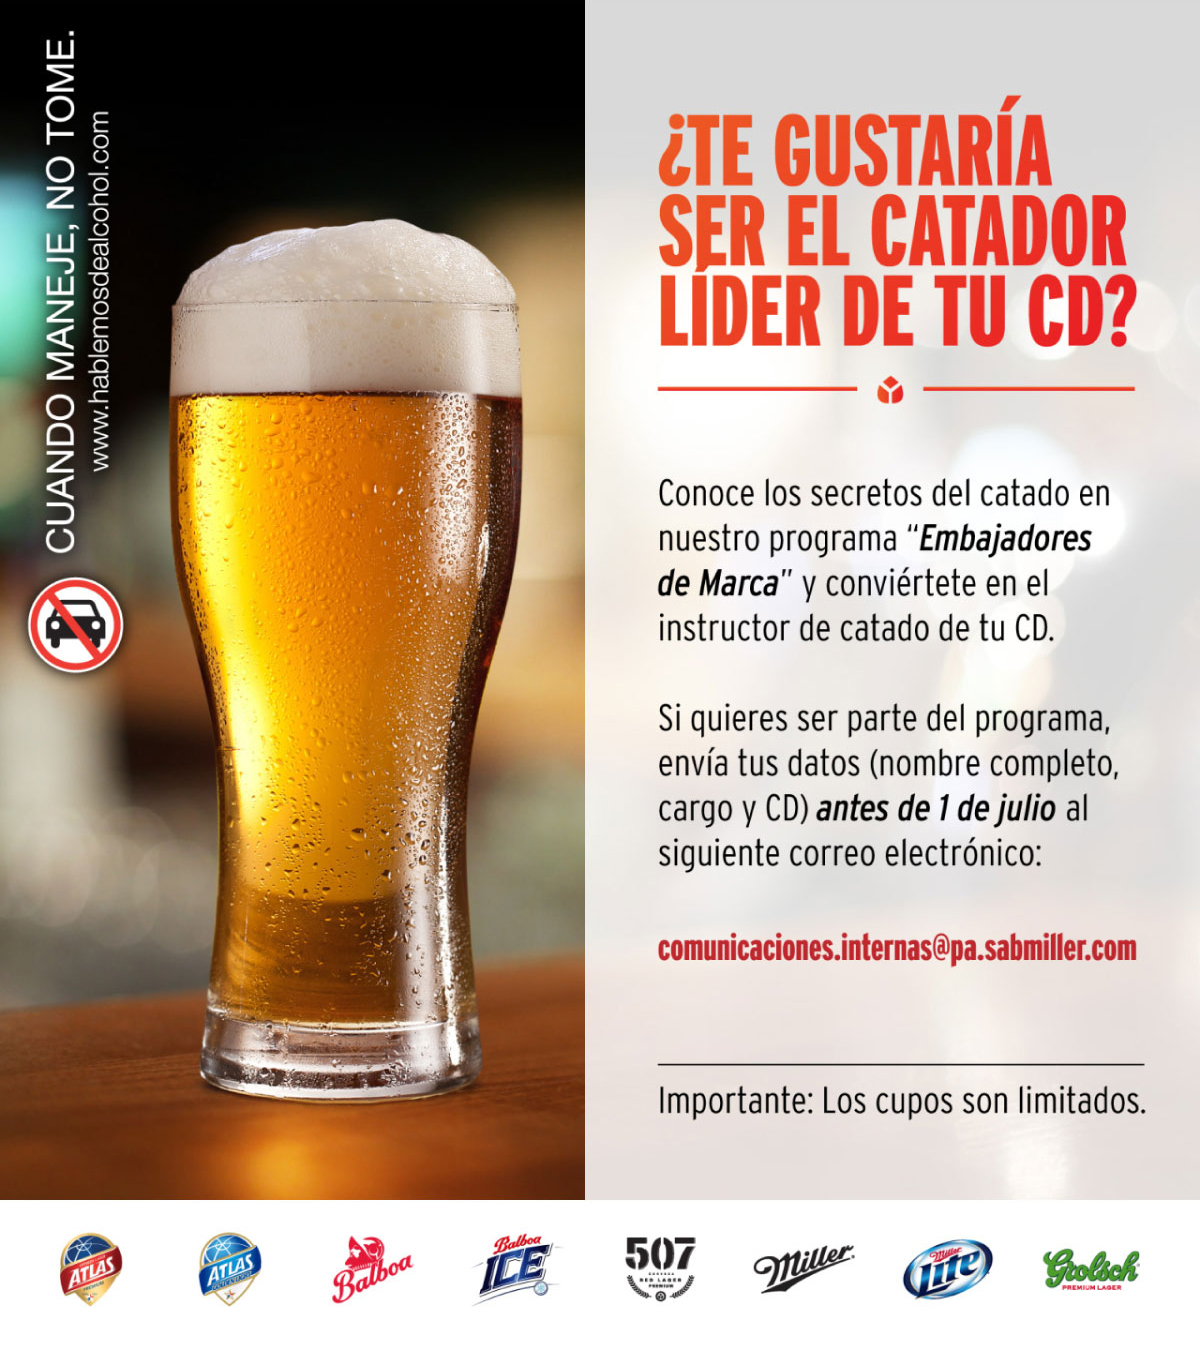 CUANDO MANEJE, NO TOME.
www.hablemosdealcohol.com
¿TE GUSTARÍA
SER EL CATADOR
LÍDER DE TU CD?
Conoce los secretos del catado en
nuestro programa “Embajadores
de Marca” y conviértete en el
instructor de catado de tu CD.
Si quieres ser parte del programa,
envía tus datos (nombre completo,
cargo y CD) antes de 1 de julio al
siguiente correo electrónico:
comunicaciones.internas@pa.sabmiller.com
Importante: Los cupos son limitados.
ATLAS
ATLAS
Balboa
Balboa
ICE
507
RED LAGER
PREMIUM
Miller
Miller
Lite
Grolsch
PREMIUM LAGER